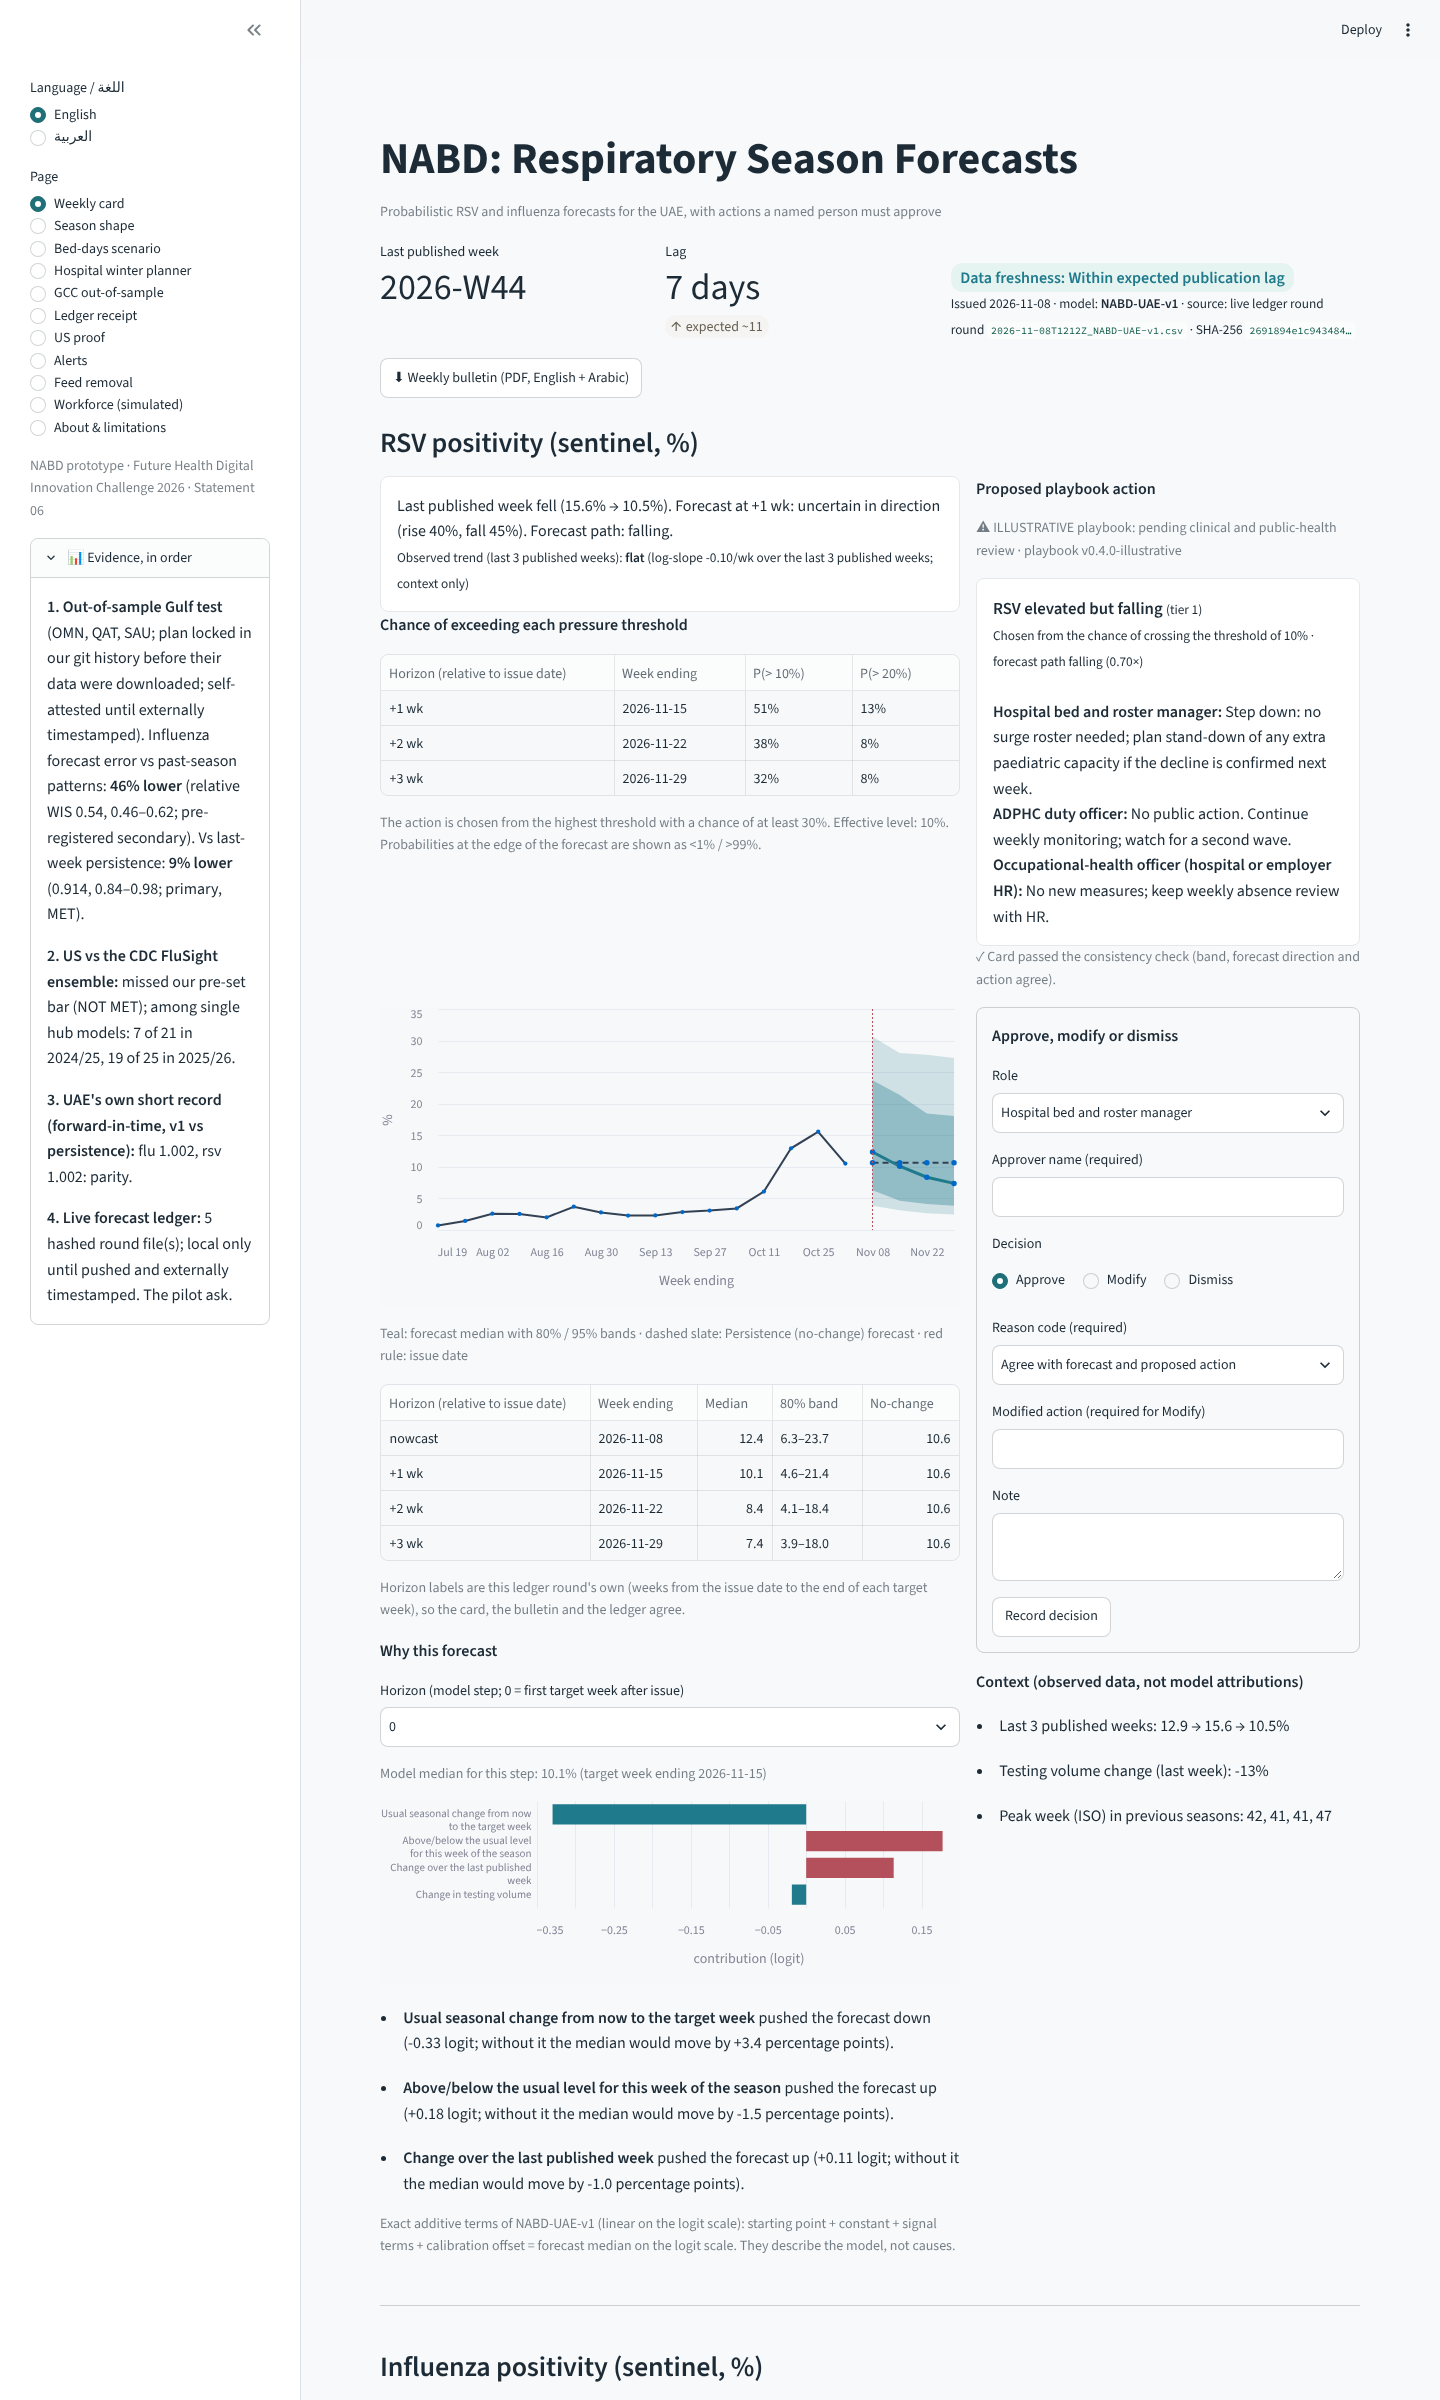 Deploy
Language / اللغة
English
العربية
Page
Weekly card
Season shape
Bed-days scenario
Hospital winter planner
GCC out-of-sample
Ledger receipt
US proof
Alerts
Feed removal
Workforce (simulated)
About & limitations
NABD prototype · Future Health Digital
Innovation Challenge 2026 · Statement
06
📊 Evidence, in order
1. Out-of-sample Gulf test
(OMN, QAT, SAU; plan locked in
our git history before their
data were downloaded; self-
attested until externally
timestamped). Influenza
forecast error vs past-season
patterns: 46% lower (relative
WIS 0.54, 0.46–0.62; pre-
registered secondary). Vs last-
week persistence: 9% lower
(0.914, 0.84–0.98; primary,
MET).
2. US vs the CDC FluSight
ensemble: missed our pre-set
bar (NOT MET); among single
hub models: 7 of 21 in
2024/25, 19 of 25 in 2025/26.
3. UAE's own short record
(forward-in-time, v1 vs
persistence): flu 1.002, rsv
1.002: parity.
4. Live forecast ledger: 5
hashed round file(s); local only
until pushed and externally
timestamped. The pilot ask.
NABD: Respiratory Season Forecasts
Probabilistic RSV and influenza forecasts for the UAE, with actions a named person must approve
Last published week
2026-W44
Lag
7 days
↑ expected ~11
Data freshness: Within expected publication lag
Issued 2026-11-08 · model: NABD-UAE-v1 · source: live ledger round
round 2026-11-08T1212Z_NABD-UAE-v1.csv · SHA-256 2691894e1c943484…
⬇ Weekly bulletin (PDF, English + Arabic)
RSV positivity (sentinel, %)
Last published week fell (15.6% → 10.5%). Forecast at +1 wk: uncertain in direction
(rise 40%, fall 45%). Forecast path: falling.
Observed trend (last 3 published weeks): flat (log-slope -0.10/wk over the last 3 published weeks;
context only)
Chance of exceeding each pressure threshold
Horizon (relative to issue date) Week ending P(> 10%) P(> 20%)
+1 wk 2026-11-15 51% 13%
+2 wk 2026-11-22 38% 8%
+3 wk 2026-11-29 32% 8%
The action is chosen from the highest threshold with a chance of at least 30%. Effective level: 10%.
Probabilities at the edge of the forecast are shown as <1% / >99%.
Proposed playbook action
⚠ ILLUSTRATIVE playbook: pending clinical and public-health
review · playbook v0.4.0-illustrative
RSV elevated but falling (tier 1)
Chosen from the chance of crossing the threshold of 10% ·
forecast path falling (0.70×)
Hospital bed and roster manager: Step down: no
surge roster needed; plan stand-down of any extra
paediatric capacity if the decline is confirmed next
week.
ADPHC duty officer: No public action. Continue
weekly monitoring; watch for a second wave.
Occupational-health officer (hospital or employer
HR): No new measures; keep weekly absence review
with HR.
✓ Card passed the consistency check (band, forecast direction and
action agree).
35
30
25
20
15
10
5
0
%
Jul 19 Aug 02 Aug 16 Aug 30 Sep 13 Sep 27 Oct 11 Oct 25 Nov 08 Nov 22
Week ending
Teal: forecast median with 80% / 95% bands · dashed slate: Persistence (no-change) forecast · red
rule: issue date
Horizon (relative to issue date) Week ending Median 80% band No-change
nowcast 2026-11-08 12.4 6.3–23.7 10.6
+1 wk 2026-11-15 10.1 4.6–21.4 10.6
+2 wk 2026-11-22 8.4 4.1–18.4 10.6
+3 wk 2026-11-29 7.4 3.9–18.0 10.6
Horizon labels are this ledger round's own (weeks from the issue date to the end of each target
week), so the card, the bulletin and the ledger agree.
Approve, modify or dismiss
Role
Hospital bed and roster manager
Approver name (required)
Decision
Approve Modify Dismiss
Reason code (required)
Agree with forecast and proposed action
Modified action (required for Modify)
Note
Record decision
Why this forecast
Horizon (model step; 0 = first target week after issue)
0
Model median for this step: 10.1% (target week ending 2026-11-15)
Usual seasonal change from now
to the target week
Above/below the usual level
for this week of the season
Change over the last published
week
Change in testing volume
−0.35 −0.25 −0.15 −0.05 0.05 0.15
contribution (logit)
Context (observed data, not model attributions)
• Last 3 published weeks: 12.9 → 15.6 → 10.5%
• Testing volume change (last week): -13%
• Peak week (ISO) in previous seasons: 42, 41, 41, 47
• Usual seasonal change from now to the target week pushed the forecast down
(-0.33 logit; without it the median would move by +3.4 percentage points).
• Above/below the usual level for this week of the season pushed the forecast up
(+0.18 logit; without it the median would move by -1.5 percentage points).
• Change over the last published week pushed the forecast up (+0.11 logit; without it
the median would move by -1.0 percentage points).
Exact additive terms of NABD-UAE-v1 (linear on the logit scale): starting point + constant + signal
terms + calibration offset = forecast median on the logit scale. They describe the model, not causes.
Influenza positivity (sentinel, %)